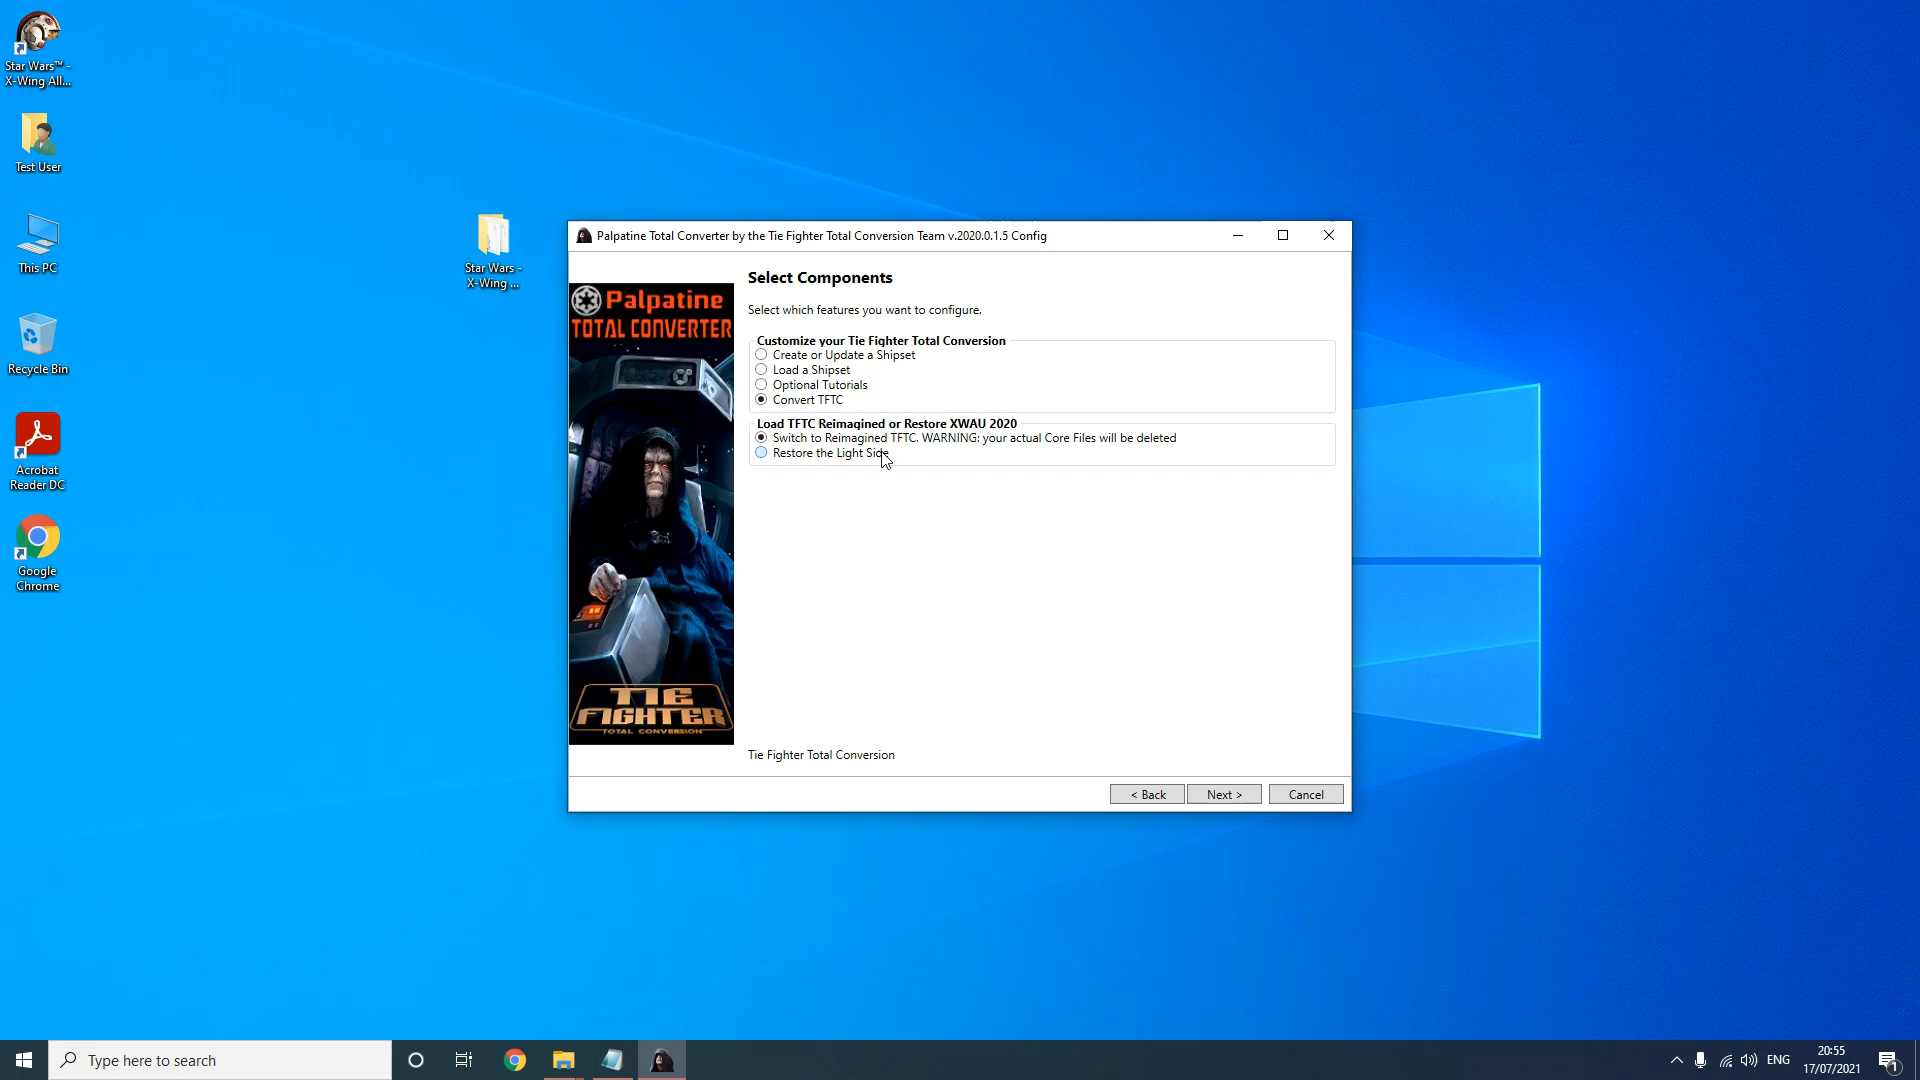 Star Wars™ -
X-Wing All...
Test User
This PC
Recycle Bin
Acrobat
Reader DC
Google
Chrome
Star Wars -
X-Wing ...
Palpatine Total Converter by the Tie Fighter Total Conversion Team v.2020.0.1.5 Config
Palpatine
TOTAL CONVERTER
TIE
FIGHTER
TOTAL CONVERSION
Select Components
Select which features you want to configure.
Customize your Tie Fighter Total Conversion
Create or Update a Shipset
Load a Shipset
Optional Tutorials
Convert TFTC
Load TFTC Reimagined or Restore XWAU 2020
Switch to Reimagined TFTC. WARNING: your actual Core Files will be deleted
Restore the Light Side
Tie Fighter Total Conversion
< Back
Next >
Cancel
Type here to search
ENG
20:55
17/07/2021
1